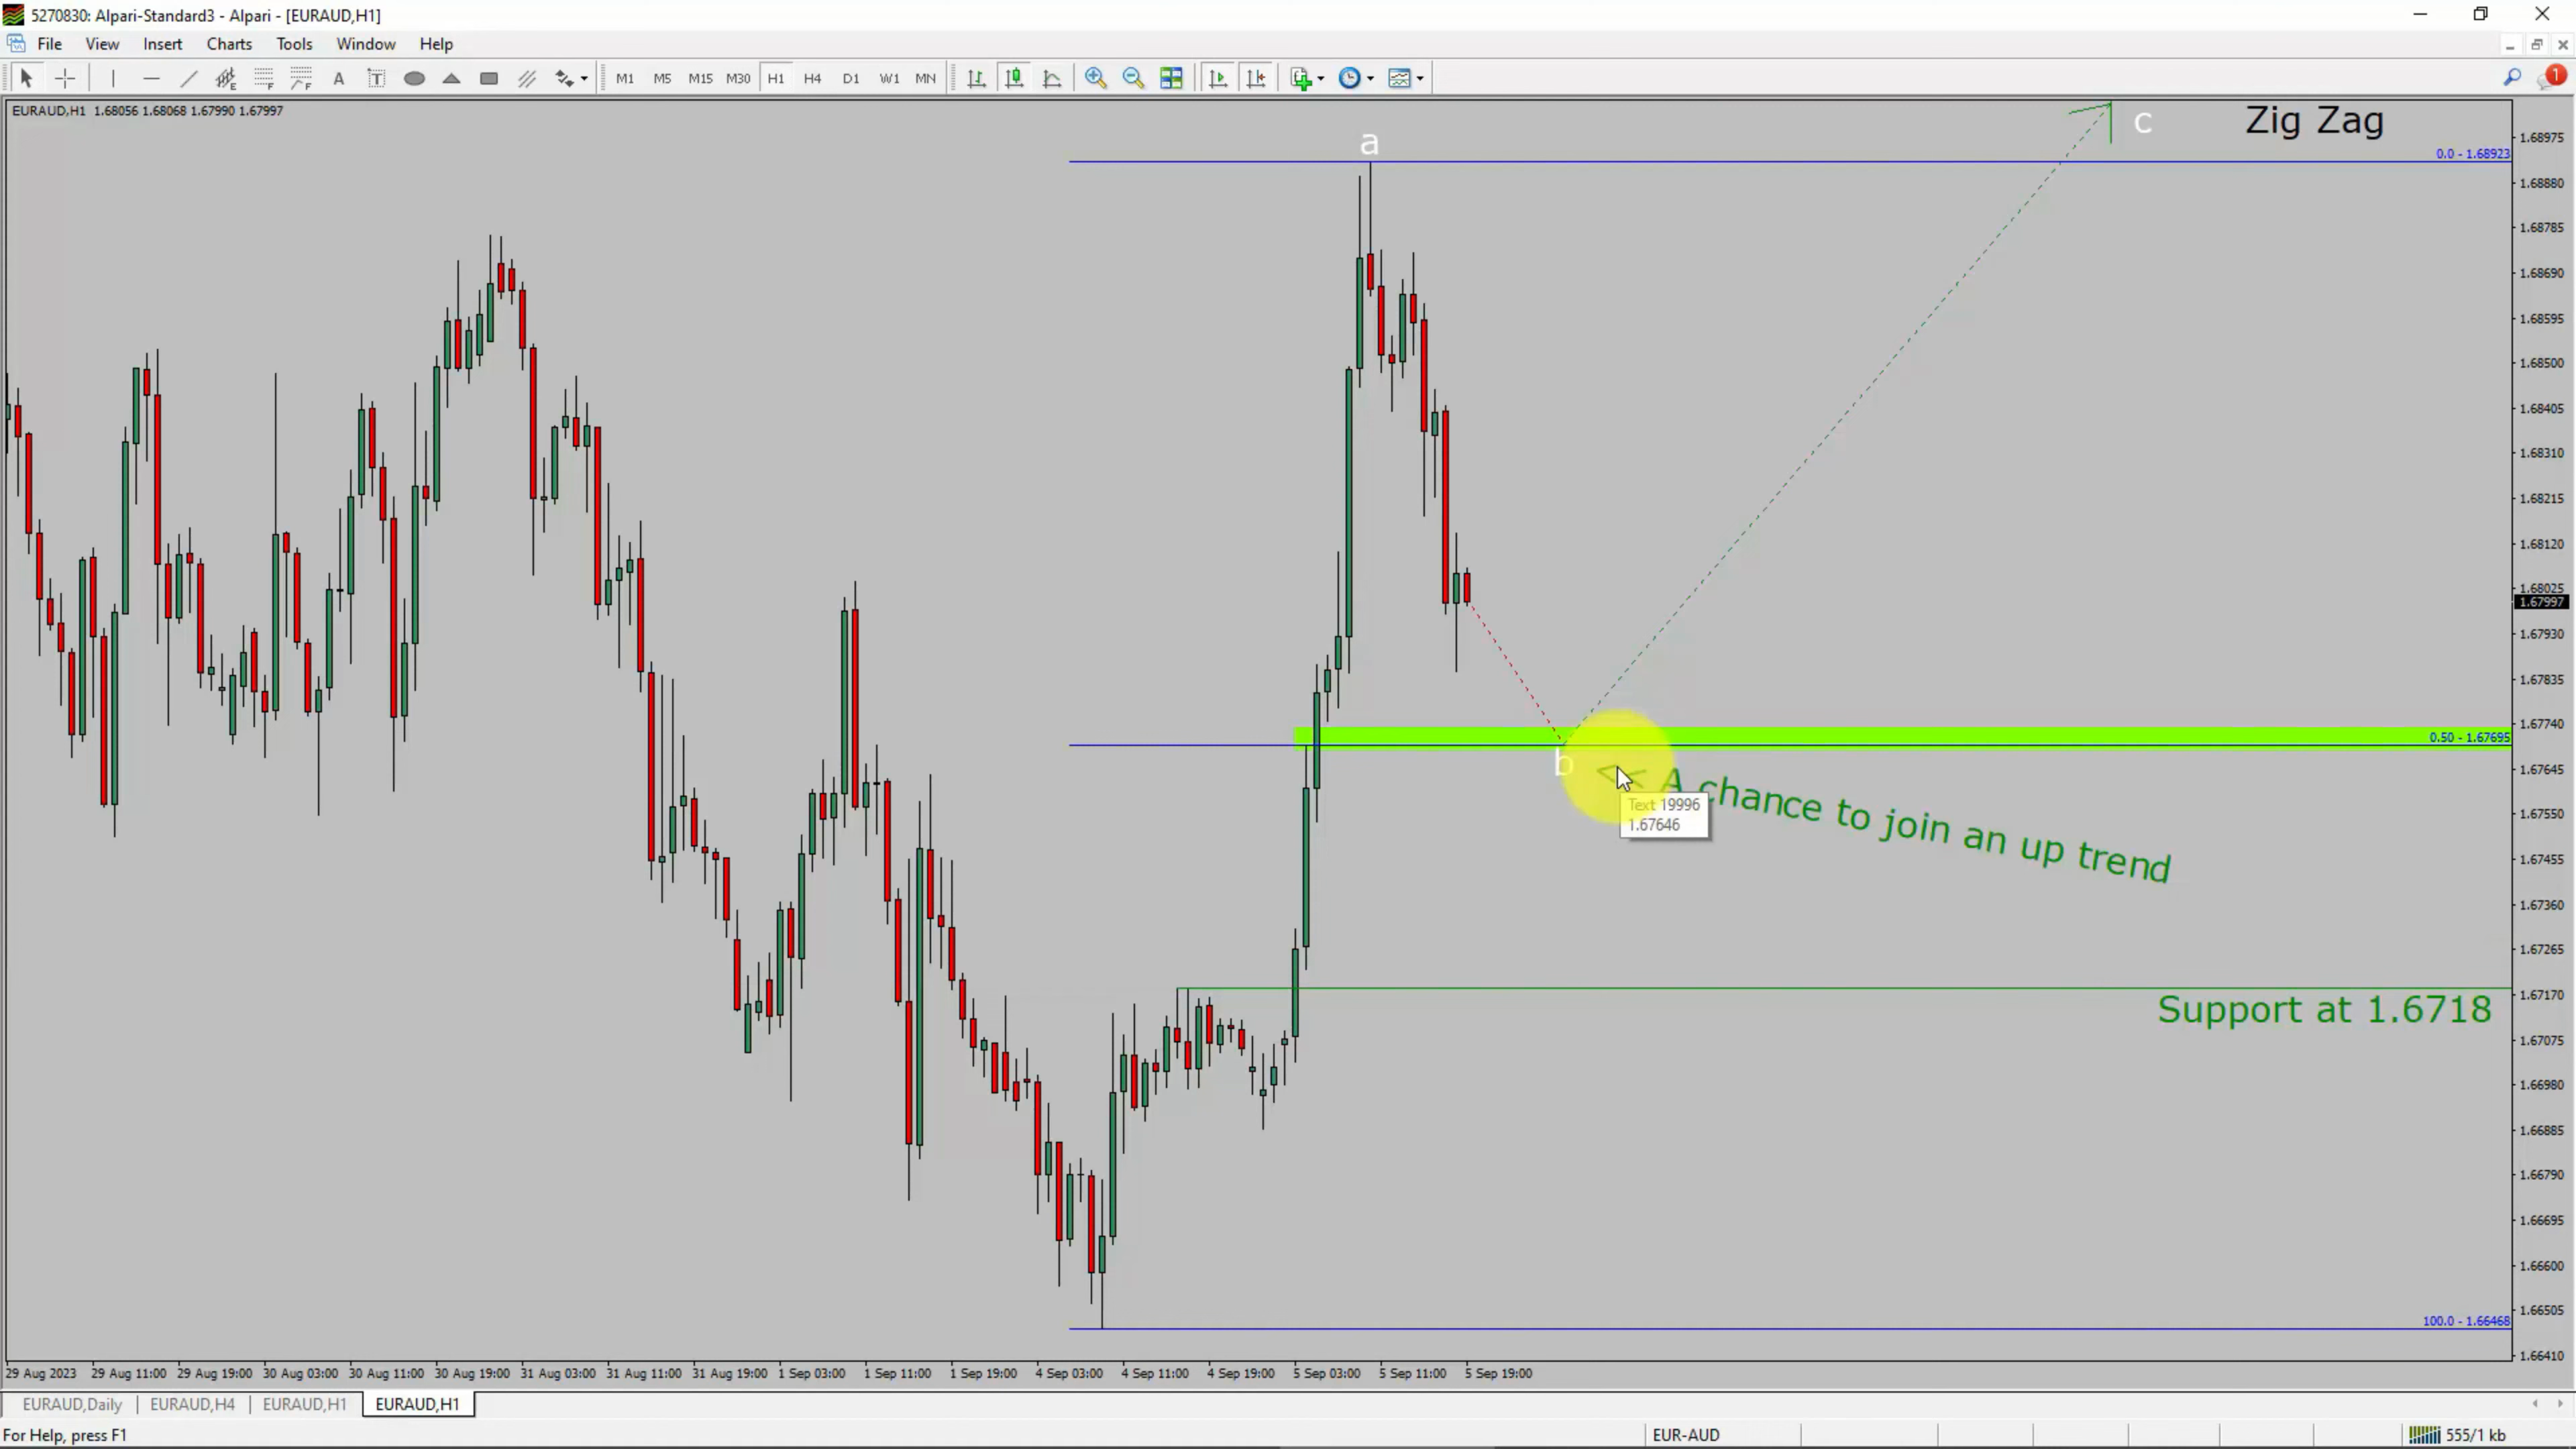 5270830: Alpari-Standard3 - Alpari - [EURAUD,H1]
File View Insert Charts Tools Window Help
A T M1 M5 M15 M30 H1 H4 D1 W1 MN 1
EURAUD,H1 1.68056 1.68068 1.67990 1.67997
Zig Zag
a
c
b
0.0 - 1.68923
0.50 - 1.67695
100.0 - 1.66468
< A chance to join an up trend
Text 19996
1.67646
Support at 1.6718
1.68975
1.68880
1.68785
1.68690
1.68595
1.68500
1.68405
1.68310
1.68215
1.68120
1.68025
1.67997
1.67930
1.67835
1.67740
1.67645
1.67550
1.67455
1.67360
1.67265
1.67170
1.67075
1.66980
1.66885
1.66790
1.66695
1.66600
1.66505
1.66410
29 Aug 2023 29 Aug 11:00 29 Aug 19:00 30 Aug 03:00 30 Aug 11:00 30 Aug 19:00 31 Aug 03:00 31 Aug 11:00 31 Aug 19:00 1 Sep 03:00 1 Sep 11:00 1 Sep 19:00 4 Sep 03:00 4 Sep 11:00 4 Sep 19:00 5 Sep 03:00 5 Sep 11:00 5 Sep 19:00
EURAUD,Daily EURAUD,H4 EURAUD,H1 EURAUD,H1
For Help, press F1 EUR-AUD 555/1 kb